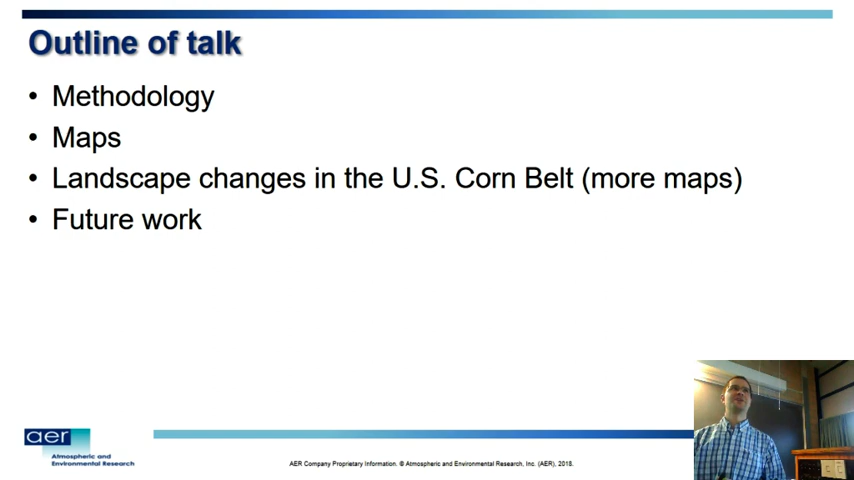 Outline of talk
• Methodology
• Maps
• Landscape changes in the U.S. Corn Belt (more maps)
• Future work
aer
Atmospheric and
Environmental Research
AER Company Proprietary Information. © Atmospheric and Environmental Research, Inc. (AER), 2018.